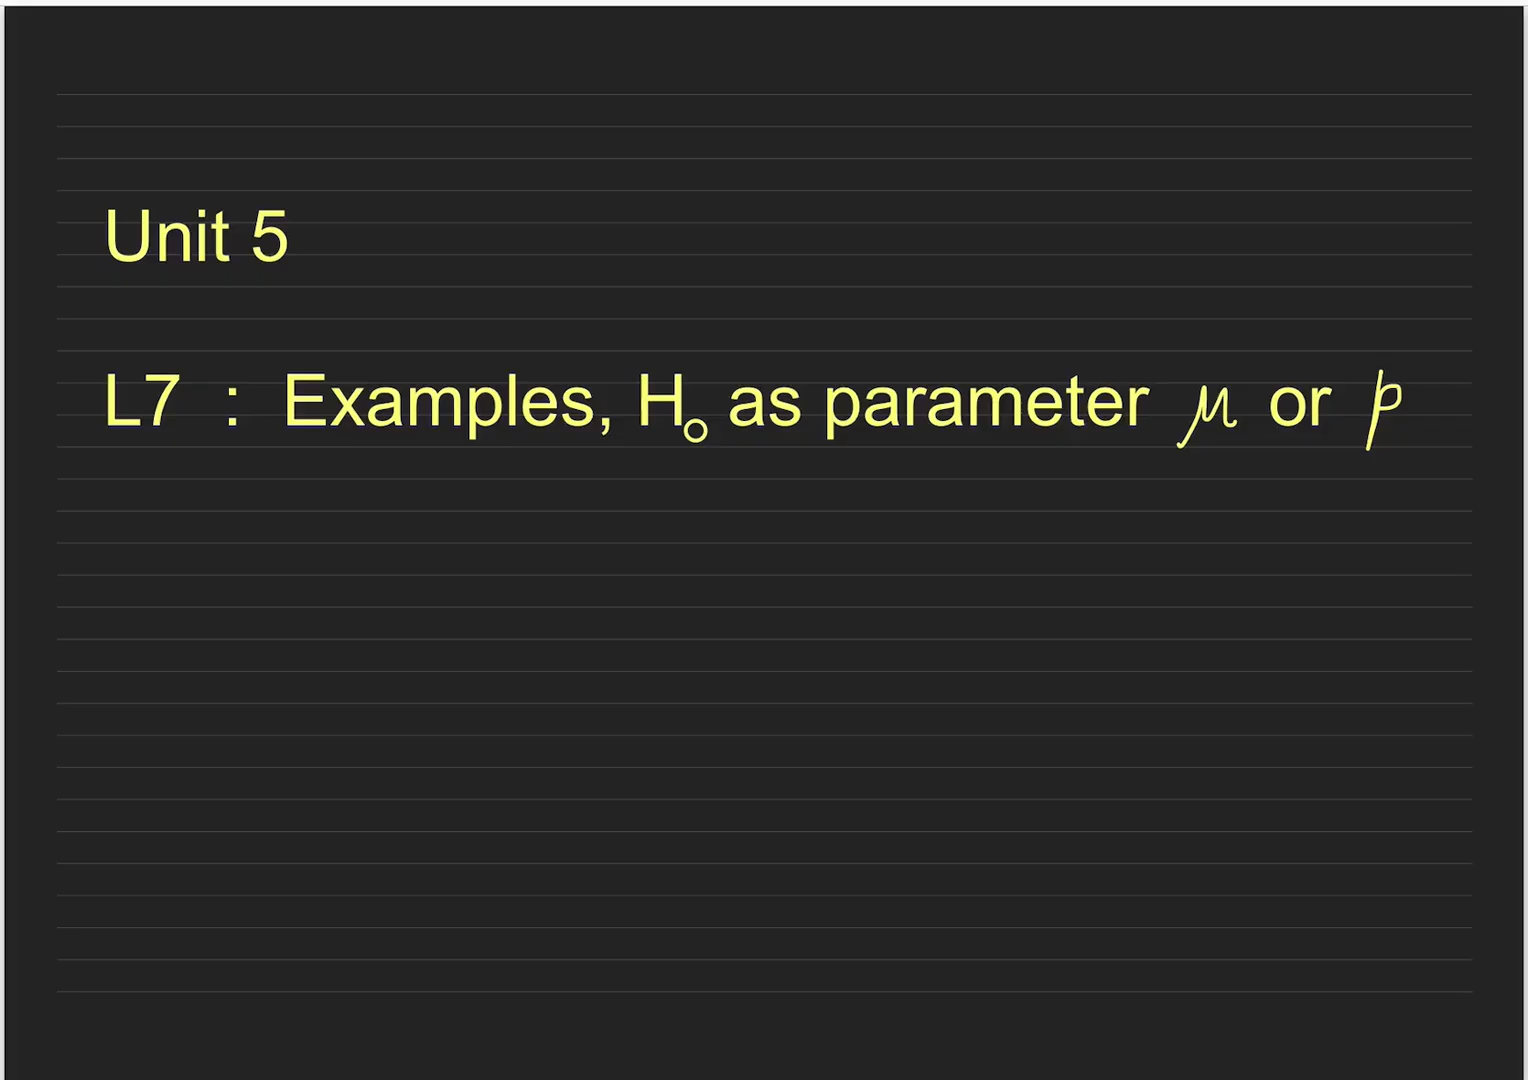 Unit 5
L7 : Examples, H₀ as parameter μ or p